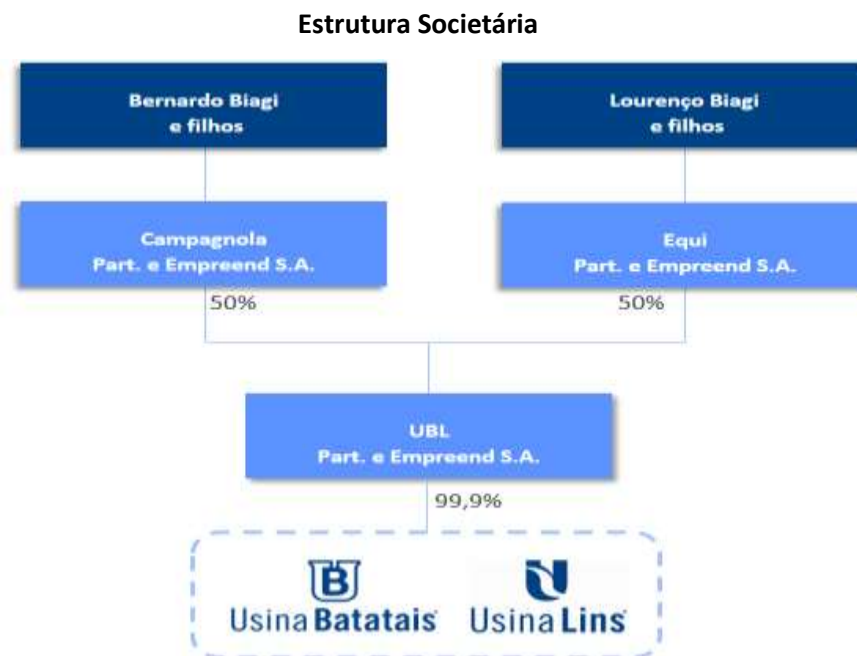 Estrutura Societária
Bernardo Biagi
e filhos
Lourenço Biagi
e filhos
Campagnola
Part. e Empreend S.A.
Equi
Part. e Empreend S.A.
50%
50%
UBL
Part. e Empreend S.A.
99,9%
B
Usina Batatais
Usina Lins